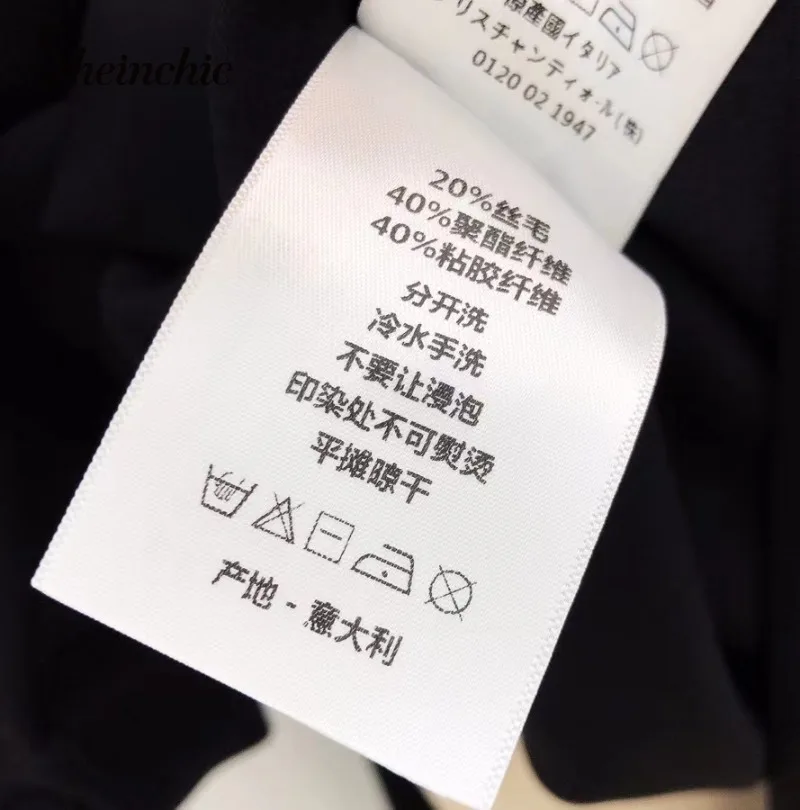 heinchic
原産國イタリア
リスチャンディオール(株)
0120 02 1947
20%丝毛
40%聚酯纤维
40%粘胶纤维
分开洗
冷水手洗
不要让漫泡
印染处不可熨烫
平摊晾干
产地 - 意大利